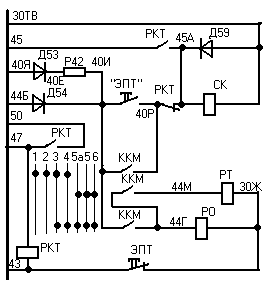 30ТВ
45 РКТ 45А Д59
40Я Д53 Р42 40И
40Е
"ЭПТ" РКТ СК
44Б Д54
40Р
50
РКТ
47
1 2 3 4 5а 5 6
ККМ
ККМ 44М РТ 30Ж
ККМ 44Г РО
РКТ ЭПТ
43